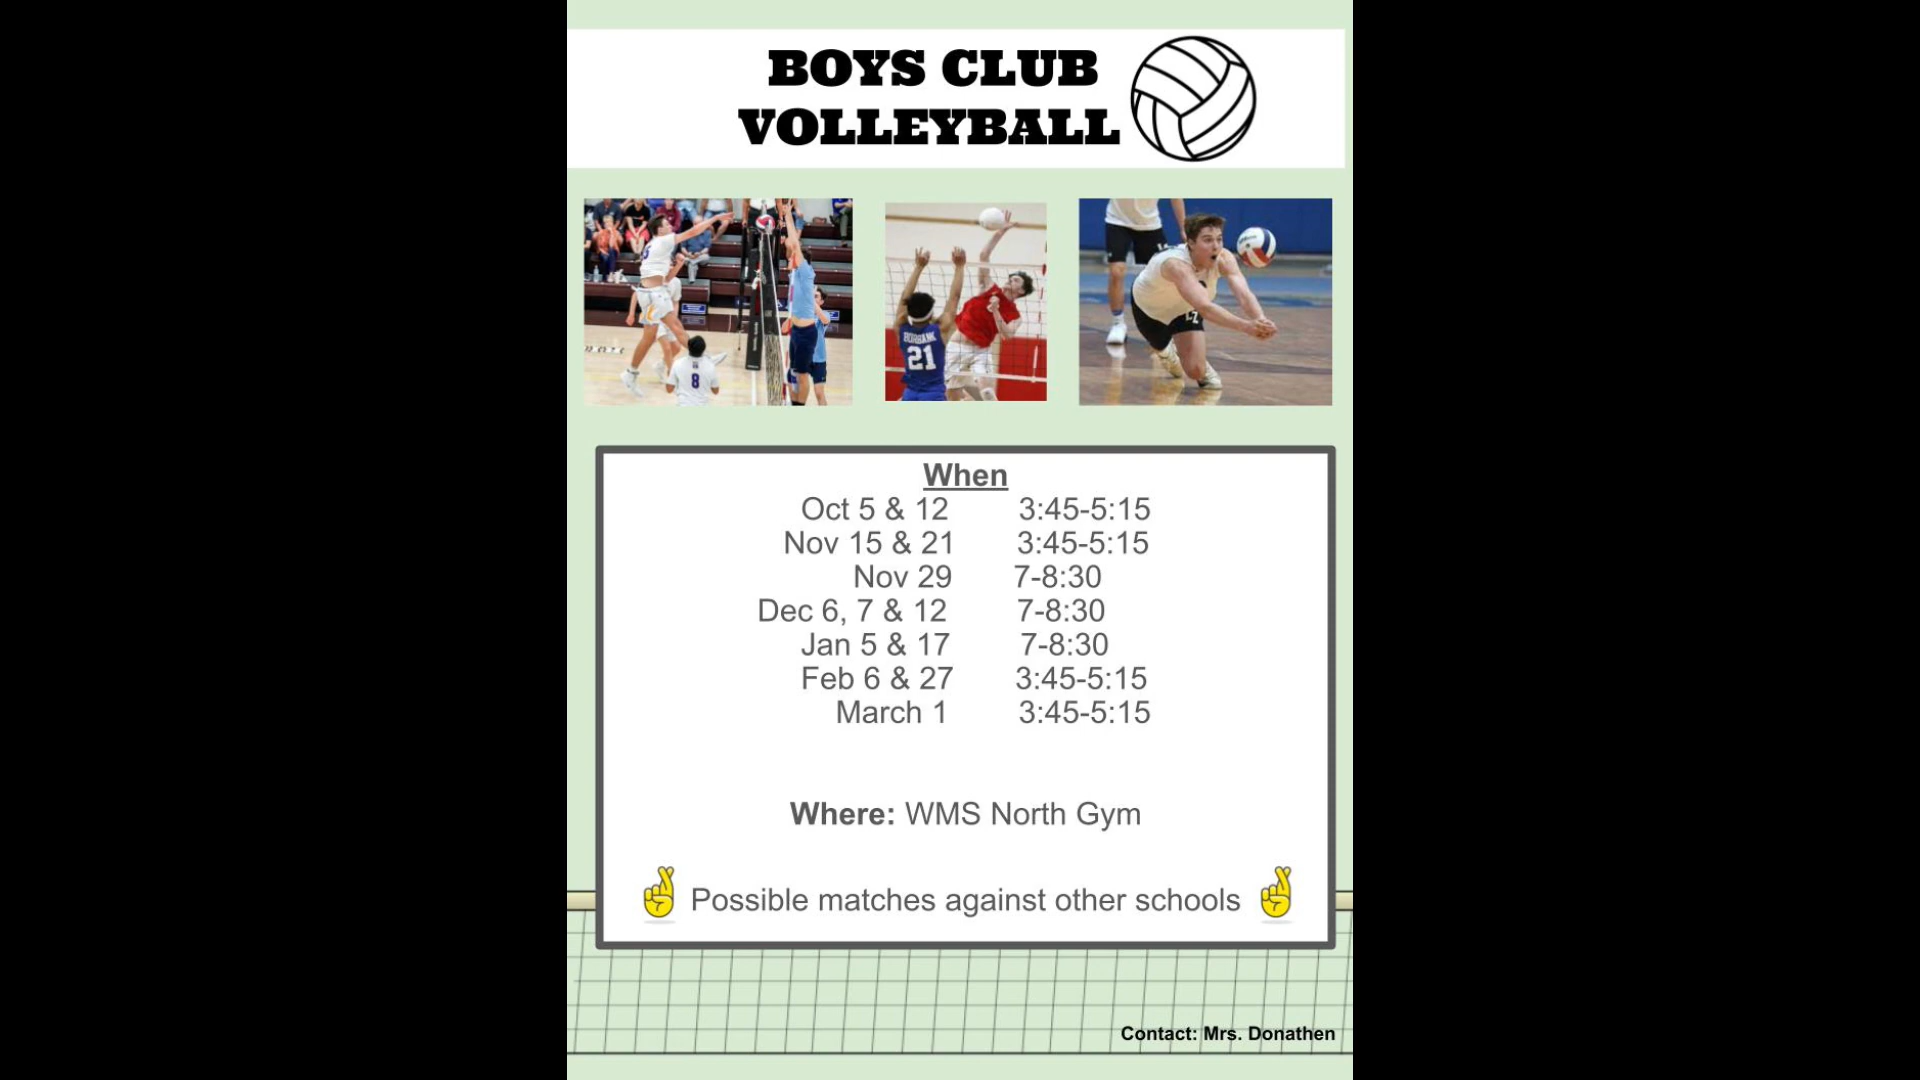 BOYS CLUB
VOLLEYBALL
8
BURBANK
21
When
Oct 5 & 12 3:45-5:15
Nov 15 & 21 3:45-5:15
Nov 29 7-8:30
Dec 6, 7 & 12 7-8:30
Jan 5 & 17 7-8:30
Feb 6 & 27 3:45-5:15
March 1 3:45-5:15
Where: WMS North Gym
Possible matches against other schools
Contact: Mrs. Donathen